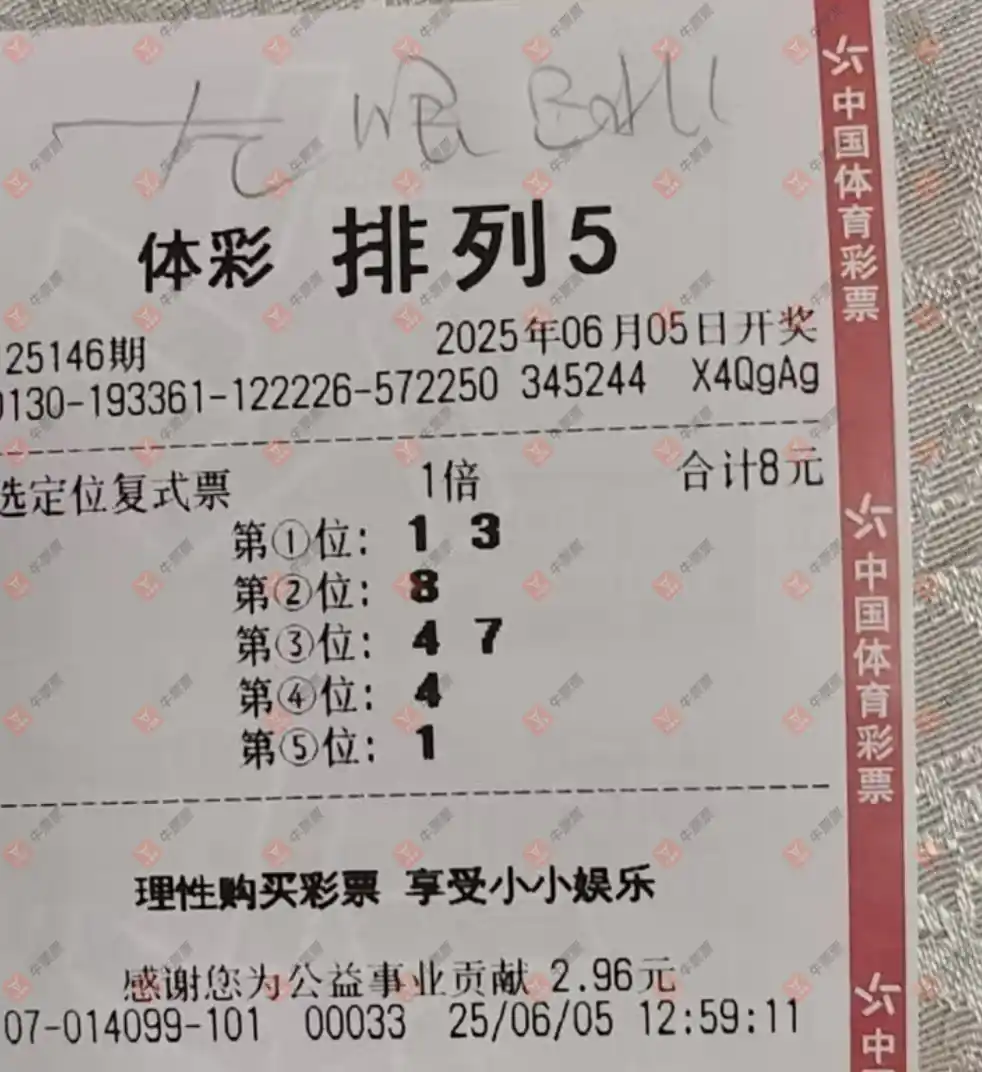 体彩 排列5
25146期 2025年06月05日开奖
0130-193361-122226-572250 345244 X4QgAg
选定位复式票 1倍 合计8元
第①位: 1 3
第②位: 8
第③位: 4 7
第④位: 4
第⑤位: 1
理性购买彩票 享受小小娱乐
感谢您为公益事业贡献 2.96元
07-014099-101 00033 25/06/05 12:59:11
中国体育彩票
中国体育彩票
中
牛票票